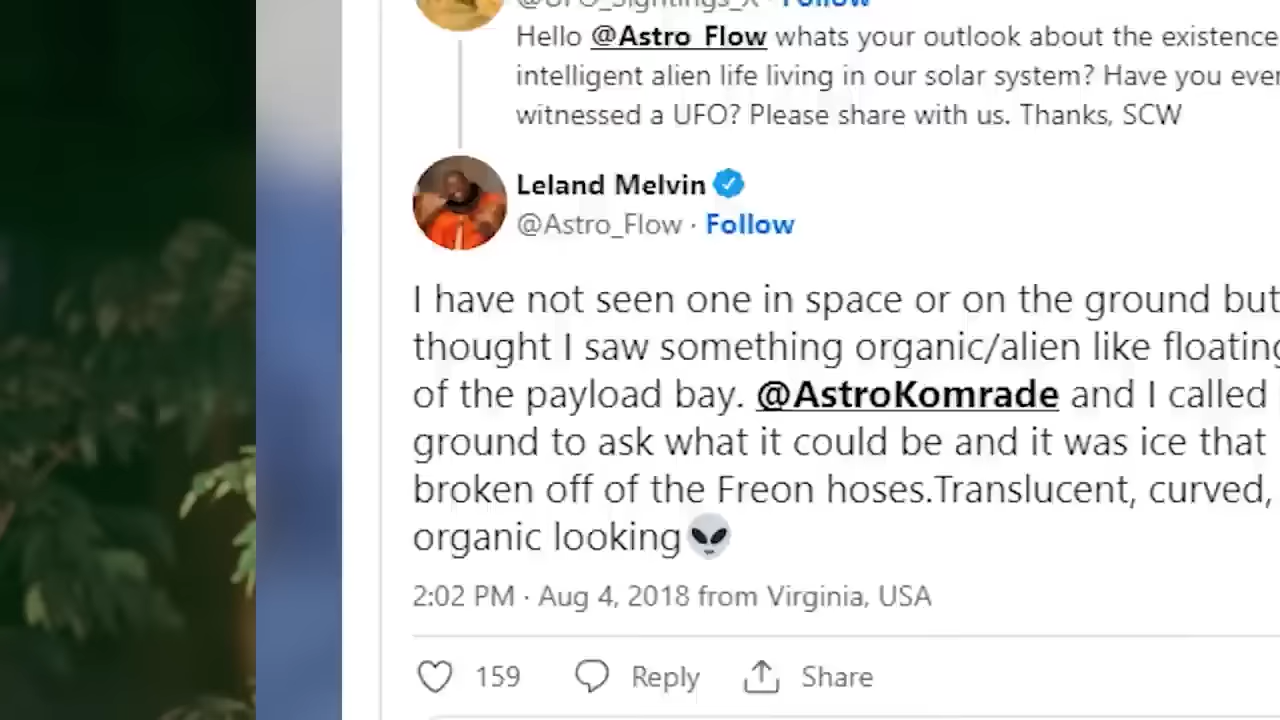 @UFO_Sightings_X · Follow
Hello @Astro_Flow whats your outlook about the existence
intelligent alien life living in our solar system? Have you ever
witnessed a UFO? Please share with us. Thanks, SCW
Leland Melvin
@Astro_Flow · Follow
I have not seen one in space or on the ground but
thought I saw something organic/alien like floating
of the payload bay. @AstroKomrade and I called
ground to ask what it could be and it was ice that
broken off of the Freon hoses.Translucent, curved,
organic looking👽
2:02 PM · Aug 4, 2018 from Virginia, USA
159 Reply Share